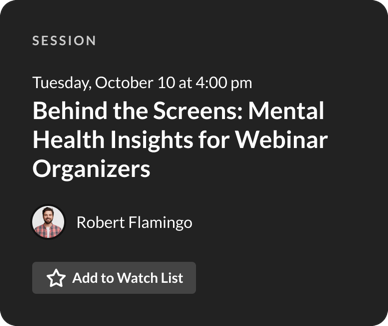 SESSION
Tuesday, October 10 at 4:00 pm
Behind the Screens: Mental
Health Insights for Webinar
Organizers
Robert Flamingo
Add to Watch List